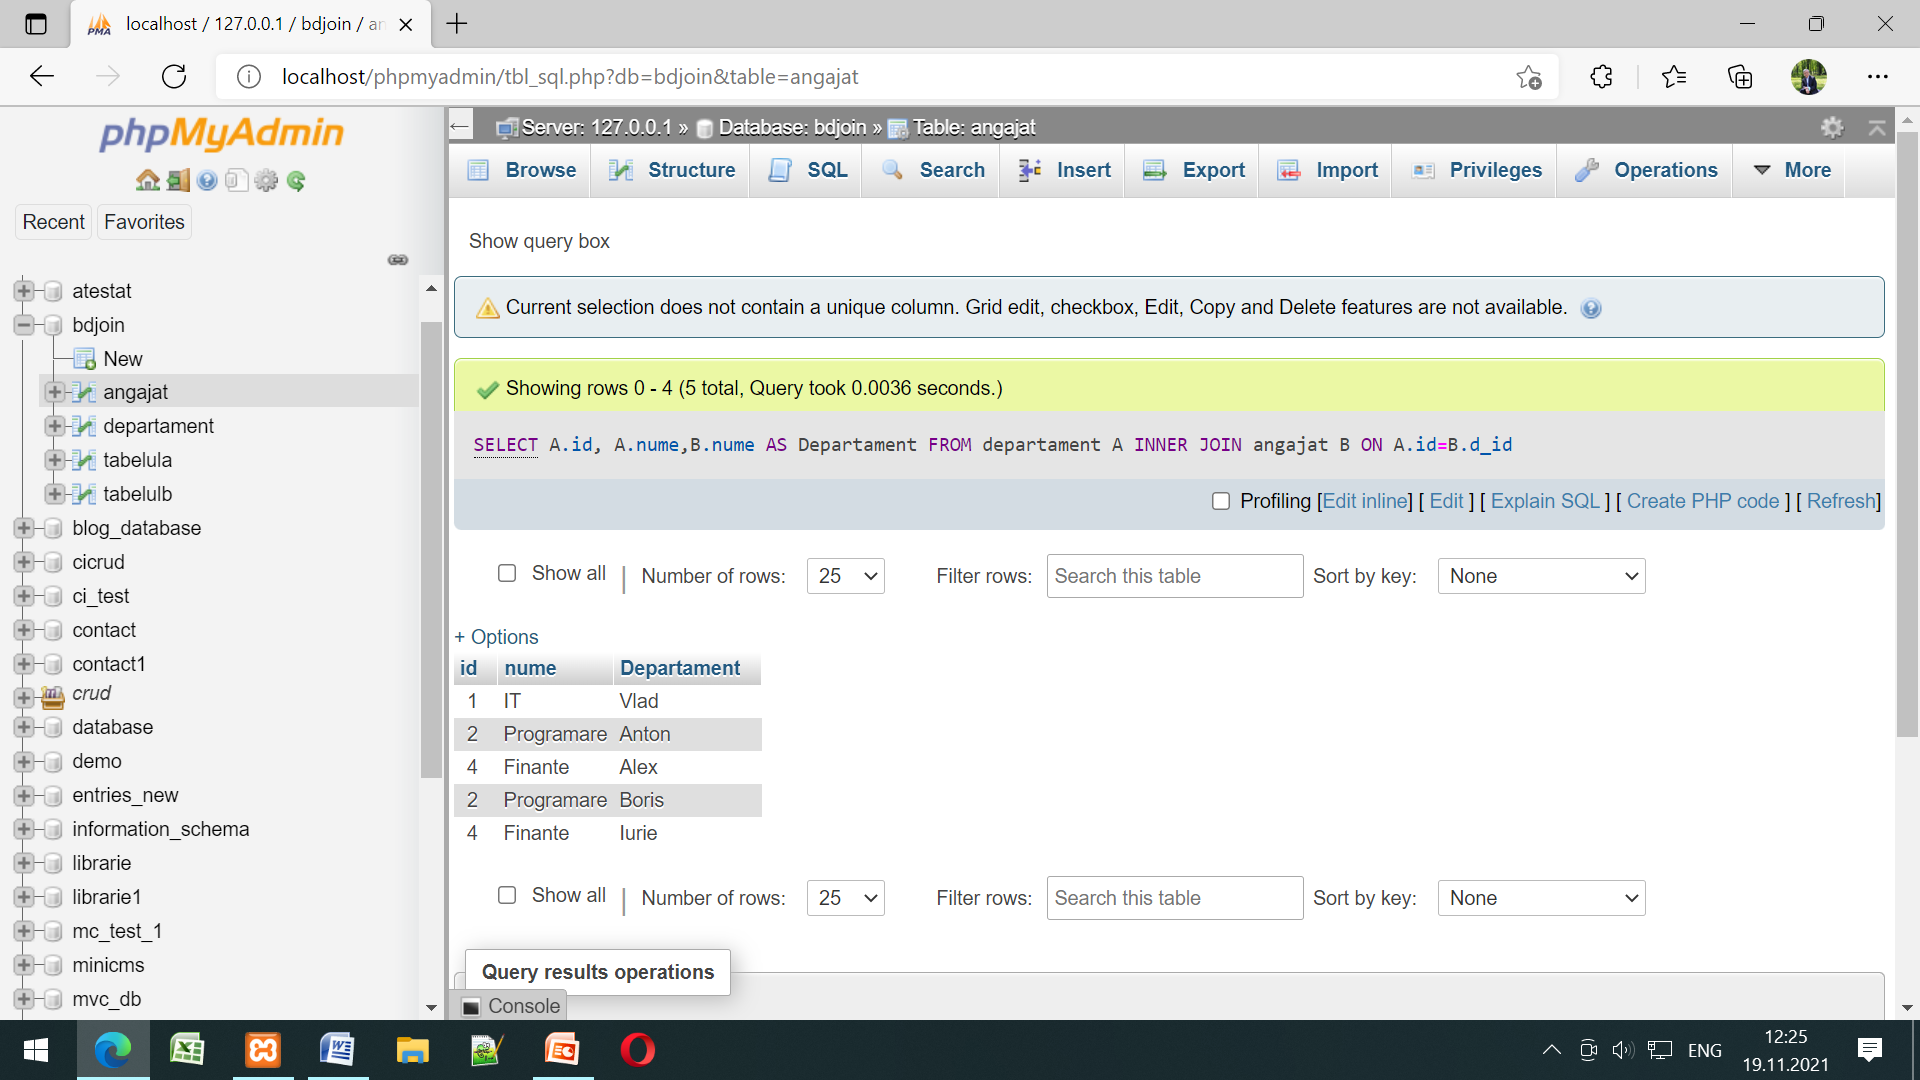 localhost / 127.0.0.1 / bdjoin / an
localhost/phpmyadmin/tbl_sql.php?db=bdjoin&table=angajat
phpMyAdmin
Recent
Favorites
atestat
bdjoin
New
angajat
departament
tabelula
tabelulb
blog_database
cicrud
ci_test
contact
contact1
crud
database
demo
entries_new
information_schema
librarie
librarie1
mc_test_1
minicms
mvc_db
Server: 127.0.0.1 » Database: bdjoin » Table: angajat
Browse Structure SQL Search Insert Export Import Privileges Operations More
Show query box
Current selection does not contain a unique column. Grid edit, checkbox, Edit, Copy and Delete features are not available.
Showing rows 0 - 4 (5 total, Query took 0.0036 seconds.)
SELECT A.id, A.nume,B.nume AS Departament FROM departament A INNER JOIN angajat B ON A.id=B.d_id
Profiling [Edit inline] [ Edit ] [ Explain SQL ] [ Create PHP code ] [ Refresh]
Show all | Number of rows: 25 Filter rows: Search this table Sort by key: None
+ Options
id nume Departament
1 IT Vlad
2 Programare Anton
4 Finante Alex
2 Programare Boris
4 Finante Iurie
Show all | Number of rows: 25 Filter rows: Search this table Sort by key: None
Query results operations
Console
ENG
12:25
19.11.2021